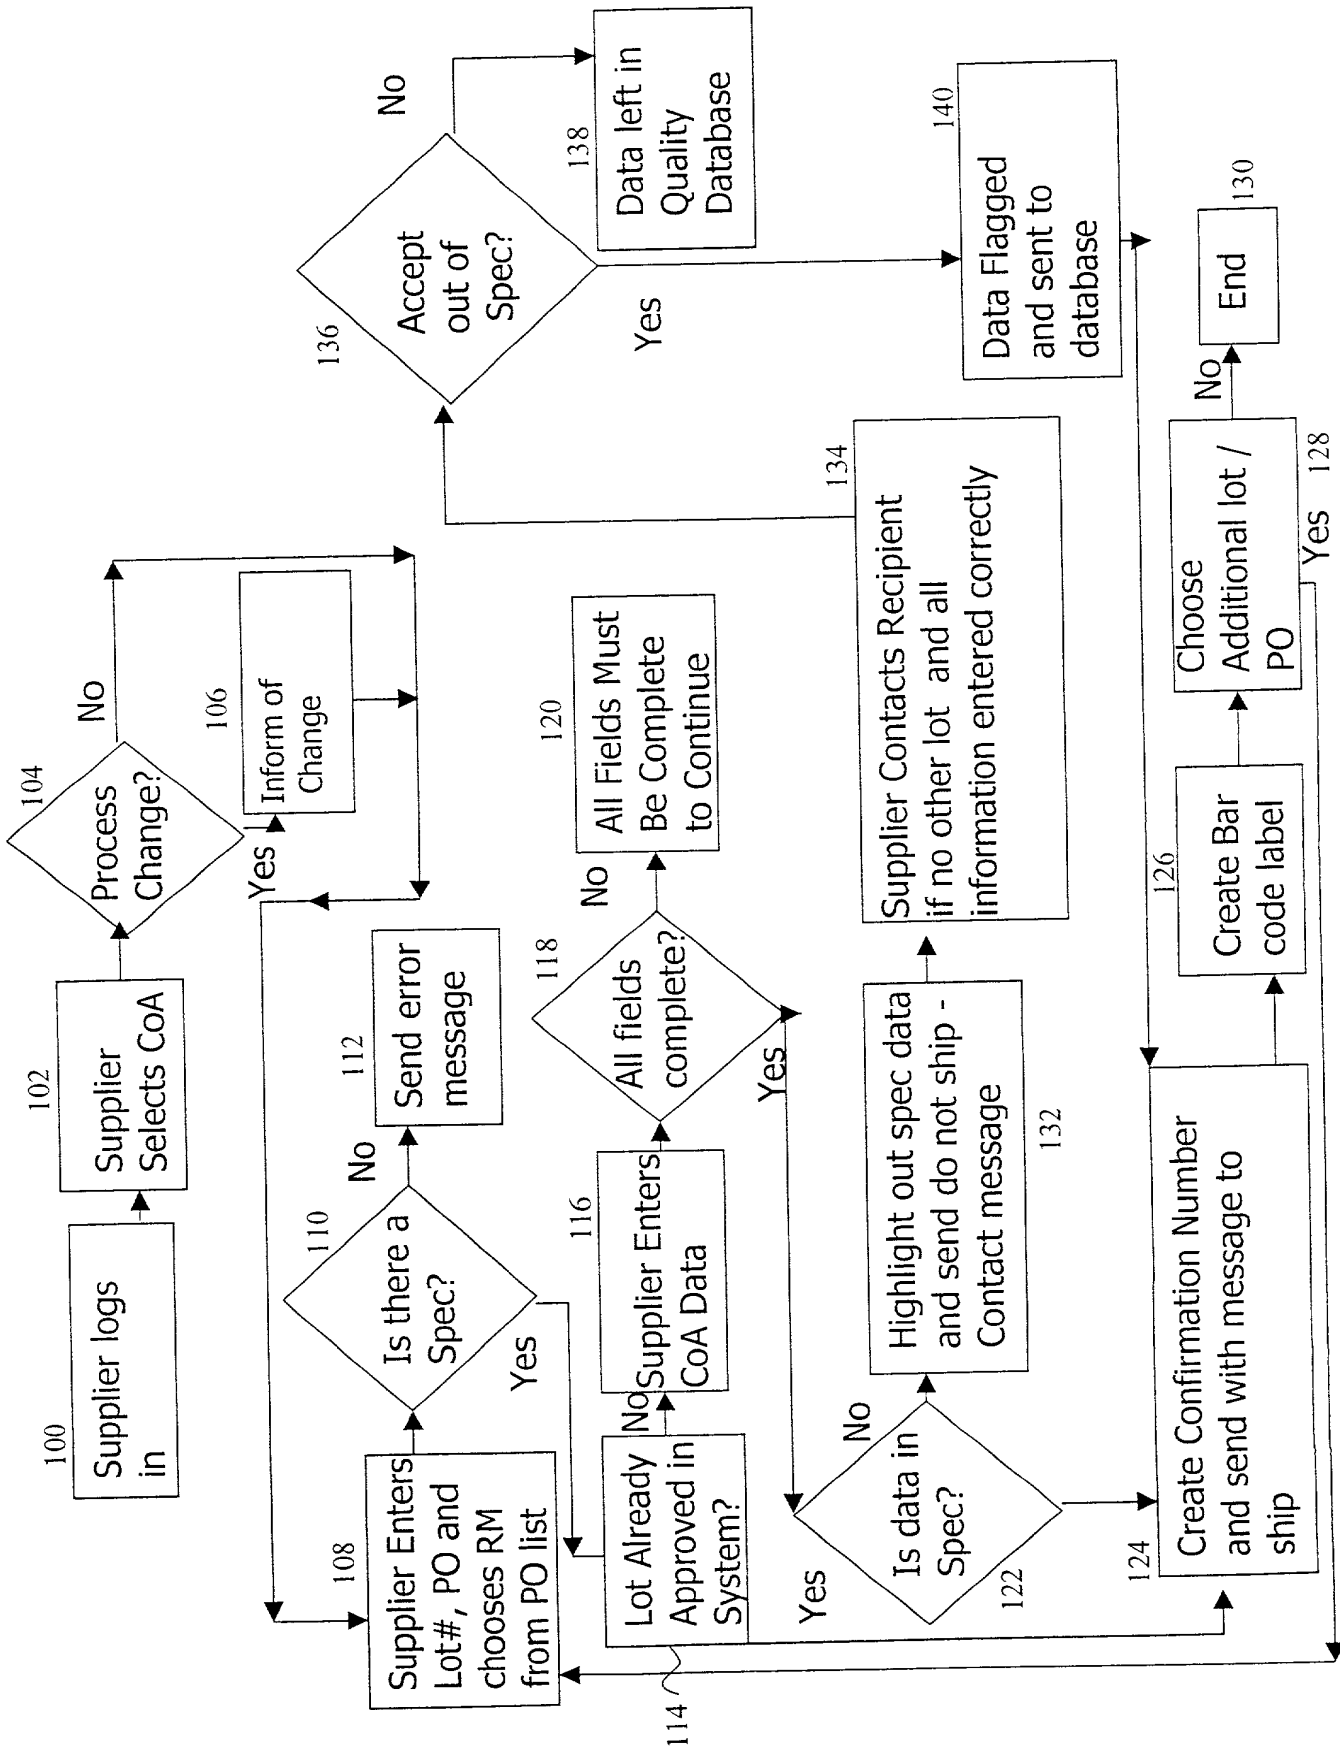 100
Supplier logs
in
102
Supplier
Selects CoA
104
Process
Change?
No
Yes
106
Inform of
Change
108
Supplier Enters
Lot#, PO and
chooses RM
from PO list
110
Is there a
Spec?
No
Yes
112
Send error
message
114
Lot Already
Approved in
System?
No
Yes
116
Supplier Enters
CoA Data
118
All fields
complete?
No
Yes
120
All Fields Must
Be Complete
to Continue
122
Is data in
Spec?
No
132
Highlight out spec data
and send do not ship -
Contact message
134
Supplier Contacts Recipient
if no other lot and all
information entered correctly
136
Accept
out of
Spec?
No
Yes
138
Data left in
Quality
Database
140
Data Flagged
and sent to
database
124
Create Confirmation Number
and send with message to
ship
126
Create Bar
code label
128
Choose
Additional lot /
PO
No
Yes
130
End